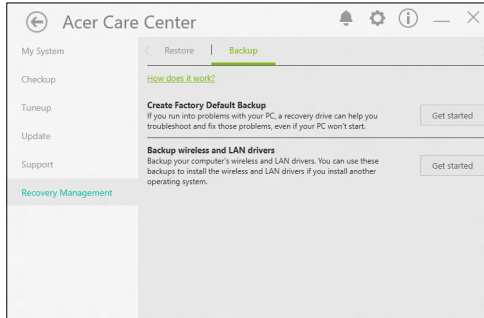 Acer Care Center
My System
Restore
Backup
Checkup
How does it work?
Tuneup
Create Factory Default Backup
If you run into problems with your PC, a recovery drive can help you
troubleshoot and fix those problems, even if your PC won't start.
Get started
Update
Backup wireless and LAN drivers
Backup your computer's wireless and LAN drivers. You can use these
backups to install the wireless and LAN drivers if you install another
operating system.
Get started
Support
Recovery Management